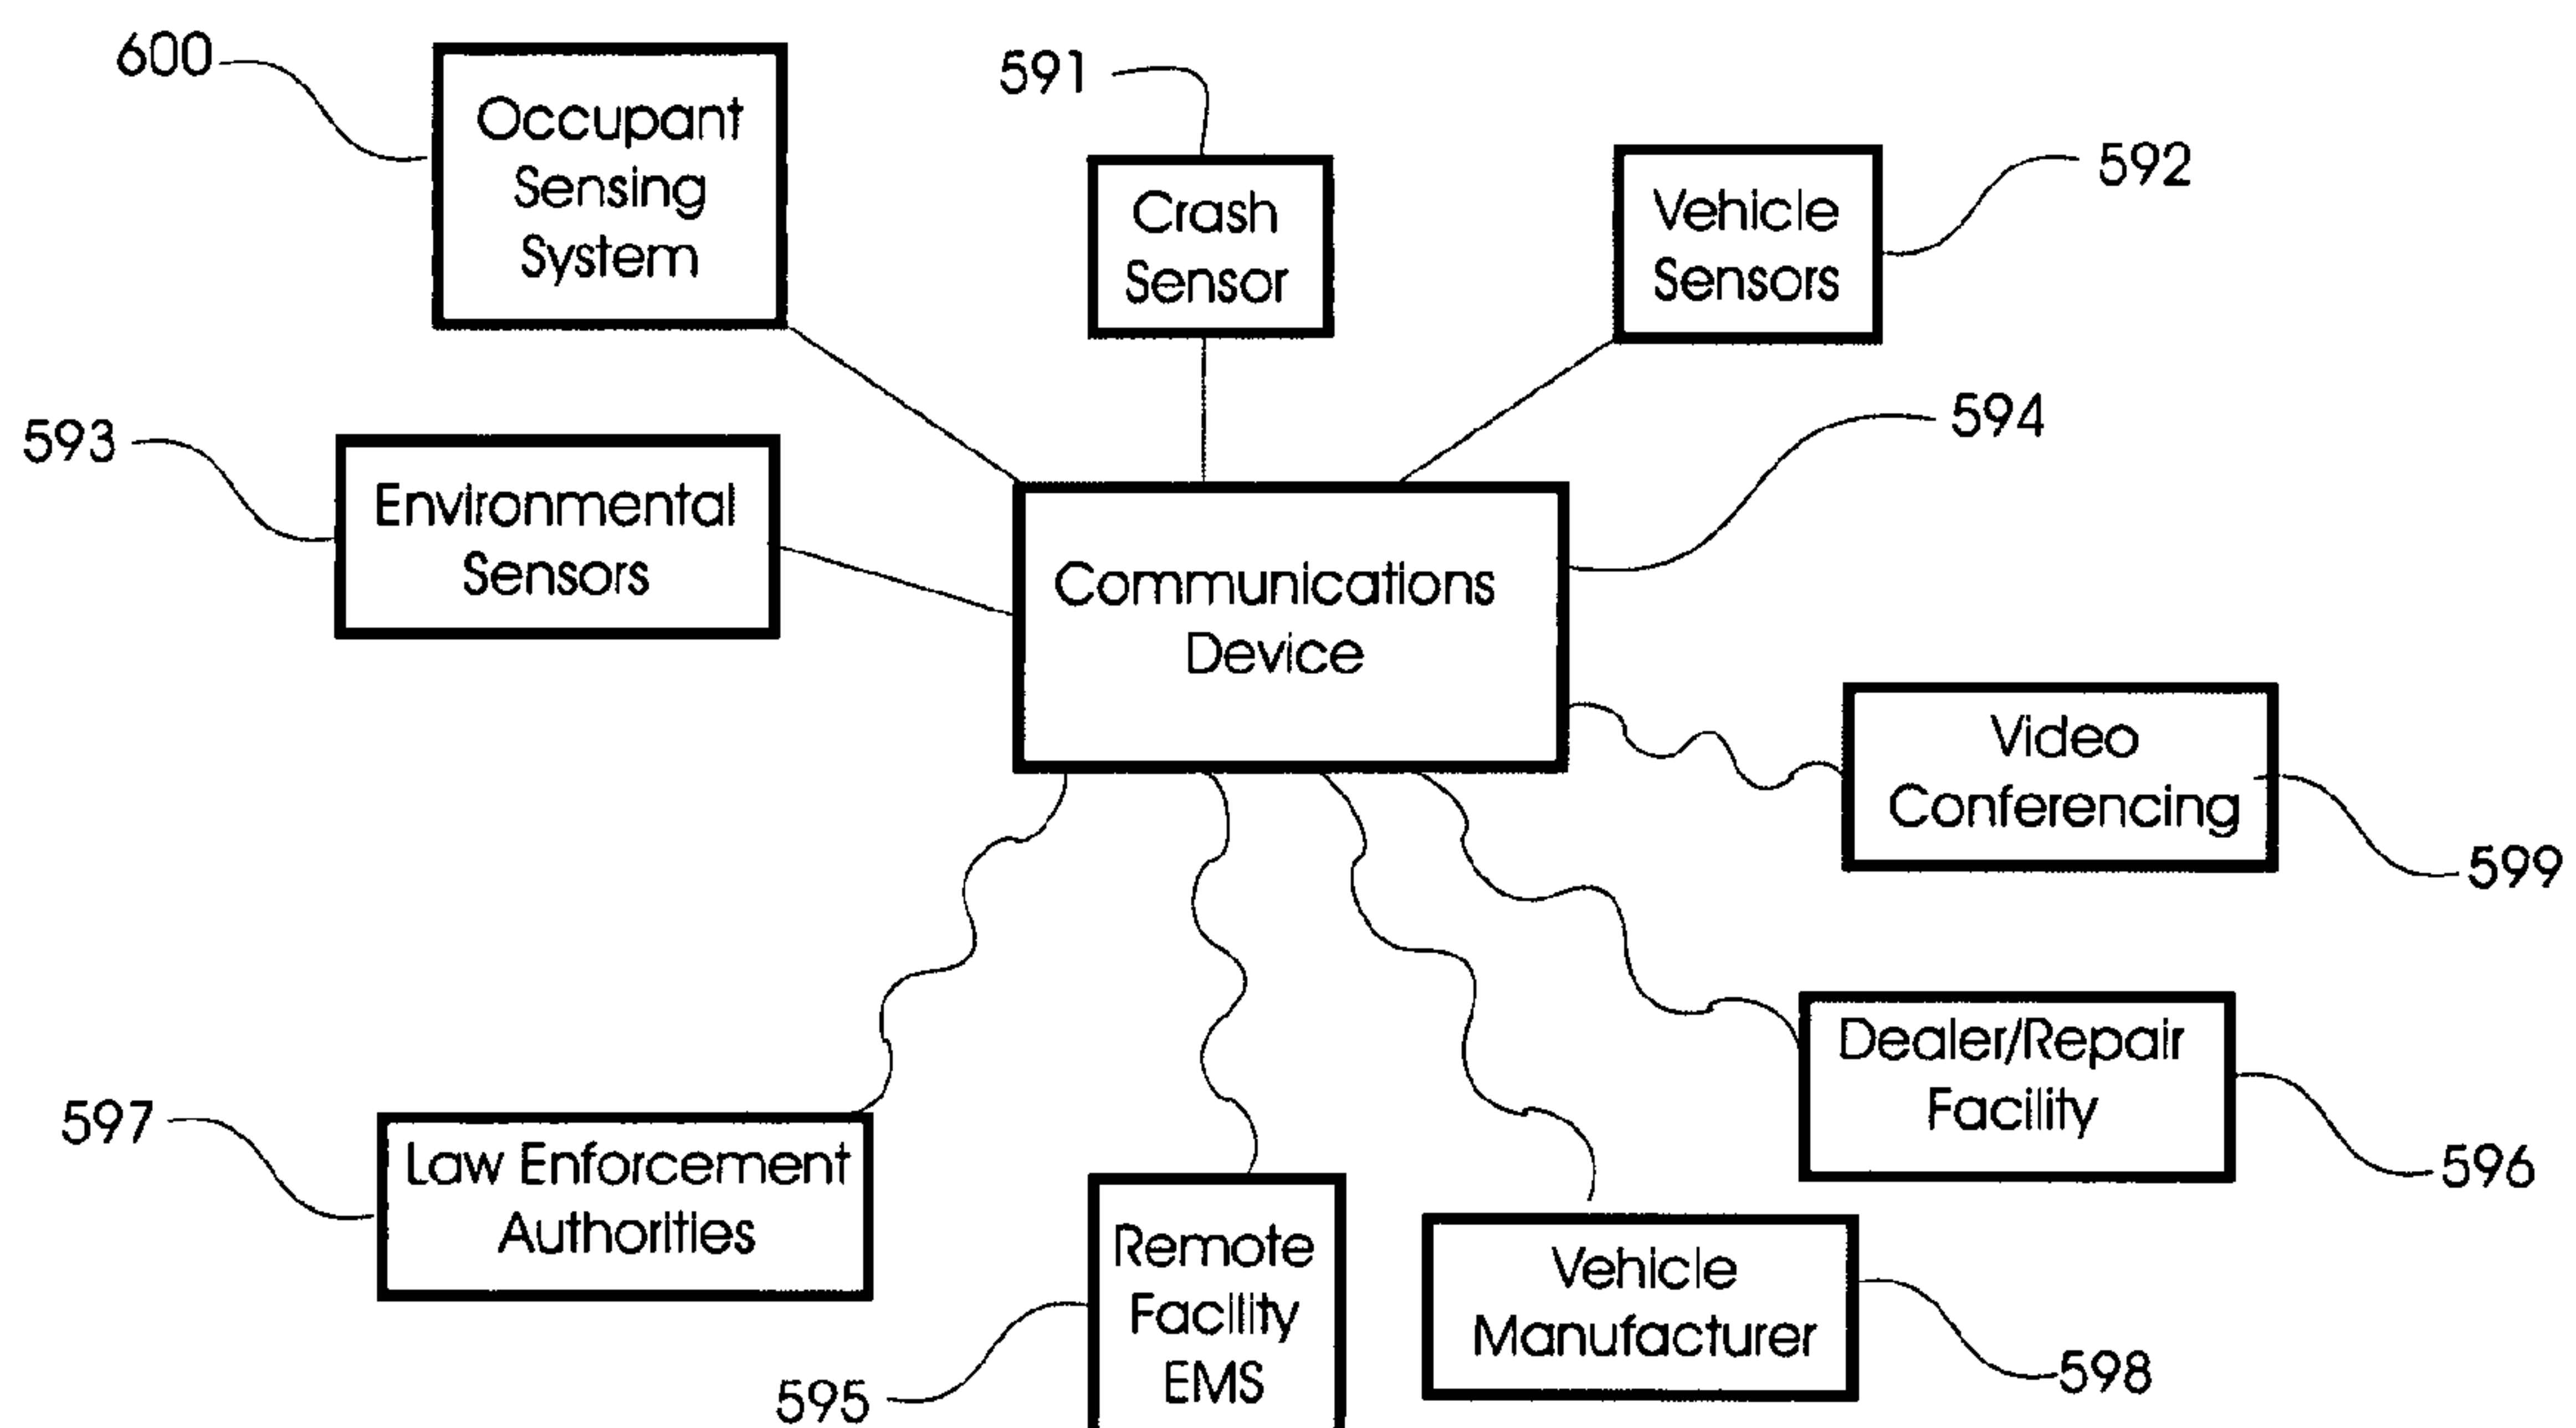 600
Occupant
Sensing
System
591
Crash
Sensor
Vehicle
Sensors
592
593
Environmental
Sensors
594
Communications
Device
Video
Conferencing
599
Dealer/Repair
Facility
596
597
Law Enforcement
Authorities
Remote
Facility
EMS
595
Vehicle
Manufacturer
598